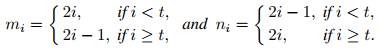 m_i = { 2i, if i < t, and n_i = { 2i − 1, if i < t,
2i − 1, if i ≥ t, 2i, if i ≥ t.